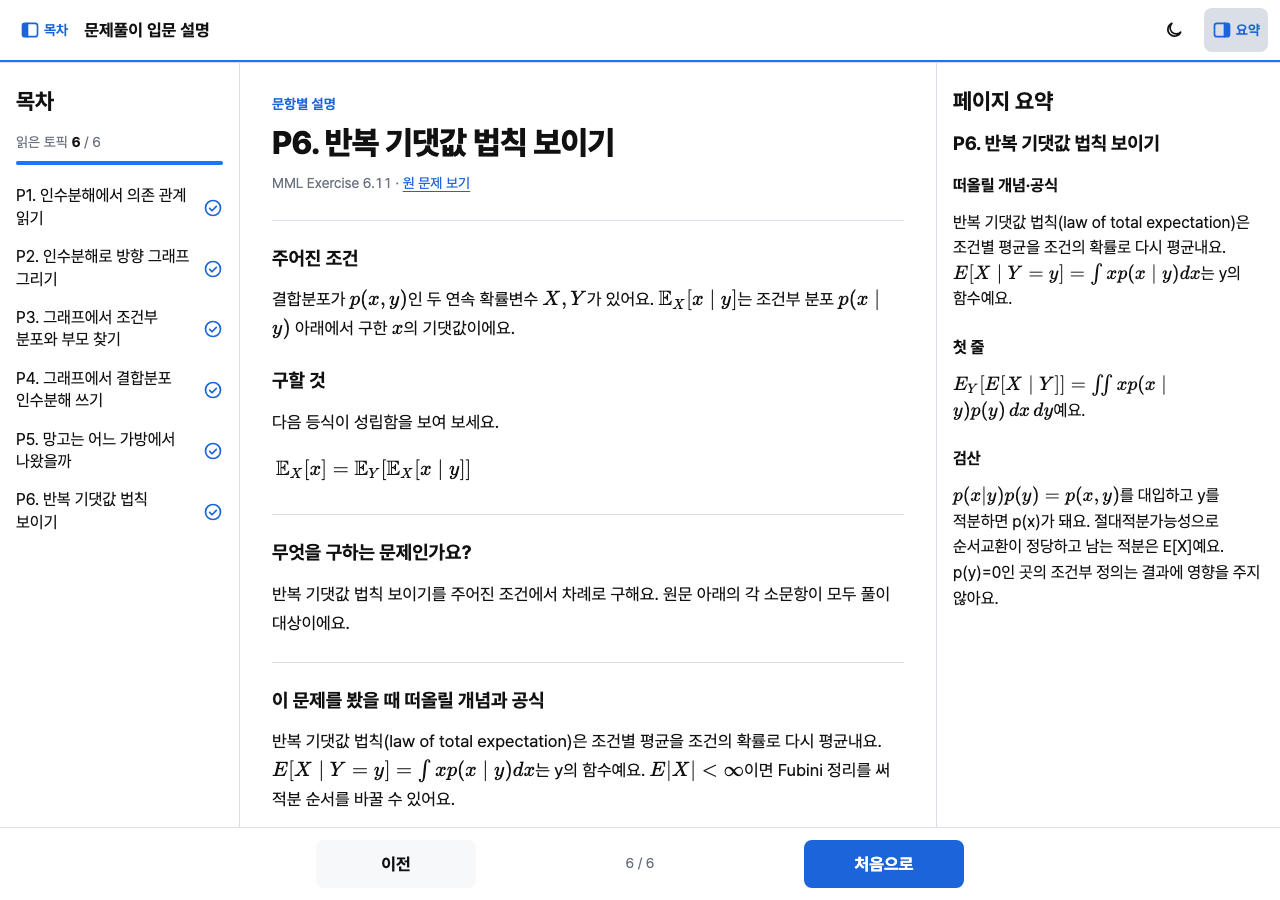 목차 문제풀이 입문 설명 요약
목차
읽은 토픽 6 / 6
P1. 인수분해에서 의존 관계
읽기
P2. 인수분해로 방향 그래프
그리기
P3. 그래프에서 조건부
분포와 부모 찾기
P4. 그래프에서 결합분포
인수분해 쓰기
P5. 망고는 어느 가방에서
나왔을까
P6. 반복 기댓값 법칙
보이기
문항별 설명
P6. 반복 기댓값 법칙 보이기
MML Exercise 6.11 · 원 문제 보기
주어진 조건
결합분포가 p(x, y)인 두 연속 확률변수 X, Y가 있어요. 𝔼_X[x ∣ y]는 조건부 분포 p(x ∣
y) 아래에서 구한 x의 기댓값이에요.
구할 것
다음 등식이 성립함을 보여 보세요.
𝔼_X[x] = 𝔼_Y[𝔼_X[x ∣ y]]
무엇을 구하는 문제인가요?
반복 기댓값 법칙 보이기를 주어진 조건에서 차례로 구해요. 원문 아래의 각 소문항이 모두 풀이
대상이에요.
이 문제를 봤을 때 떠올릴 개념과 공식
반복 기댓값 법칙(law of total expectation)은 조건별 평균을 조건의 확률로 다시 평균내요.
E[X ∣ Y = y] = ∫ xp(x ∣ y)dx는 y의 함수예요. E|X| < ∞이면 Fubini 정리를 써
적분 순서를 바꿀 수 있어요.
페이지 요약
P6. 반복 기댓값 법칙 보이기
떠올릴 개념·공식
반복 기댓값 법칙(law of total expectation)은
조건별 평균을 조건의 확률로 다시 평균내요.
E[X ∣ Y = y] = ∫ xp(x ∣ y)dx는 y의
함수예요.
첫 줄
E_Y[E[X ∣ Y]] = ∬ xp(x ∣
y)p(y) dx dy예요.
검산
p(x|y)p(y) = p(x, y)를 대입하고 y를
적분하면 p(x)가 돼요. 절대적분가능성으로
순서교환이 정당하고 남는 적분은 E[X]예요.
p(y)=0인 곳의 조건부 정의는 결과에 영향을 주지
않아요.
이전 6 / 6 처음으로